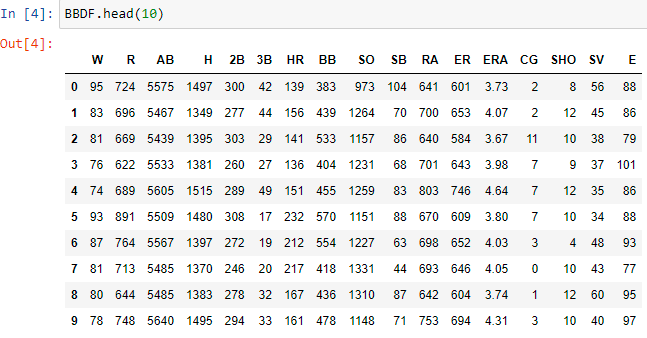 In [4]: BBDF.head(10)
Out[4]:
W R AB H 2B 3B HR BB SO SB RA ER ERA CG SHO SV E
0 95 724 5575 1497 300 42 139 383 973 104 641 601 3.73 2 8 56 88
1 83 696 5467 1349 277 44 156 439 1264 70 700 653 4.07 2 12 45 86
2 81 669 5439 1395 303 29 141 533 1157 86 640 584 3.67 11 10 38 79
3 76 622 5533 1381 260 27 136 404 1231 68 701 643 3.98 7 9 37 101
4 74 689 5605 1515 289 49 151 455 1259 83 803 746 4.64 7 12 35 86
5 93 891 5509 1480 308 17 232 570 1151 88 670 609 3.80 7 10 34 88
6 87 764 5567 1397 272 19 212 554 1227 63 698 652 4.03 3 4 48 93
7 81 713 5485 1370 246 20 217 418 1331 44 693 646 4.05 0 10 43 77
8 80 644 5485 1383 278 32 167 436 1310 87 642 604 3.74 1 12 60 95
9 78 748 5640 1495 294 33 161 478 1148 71 753 694 4.31 3 10 40 97